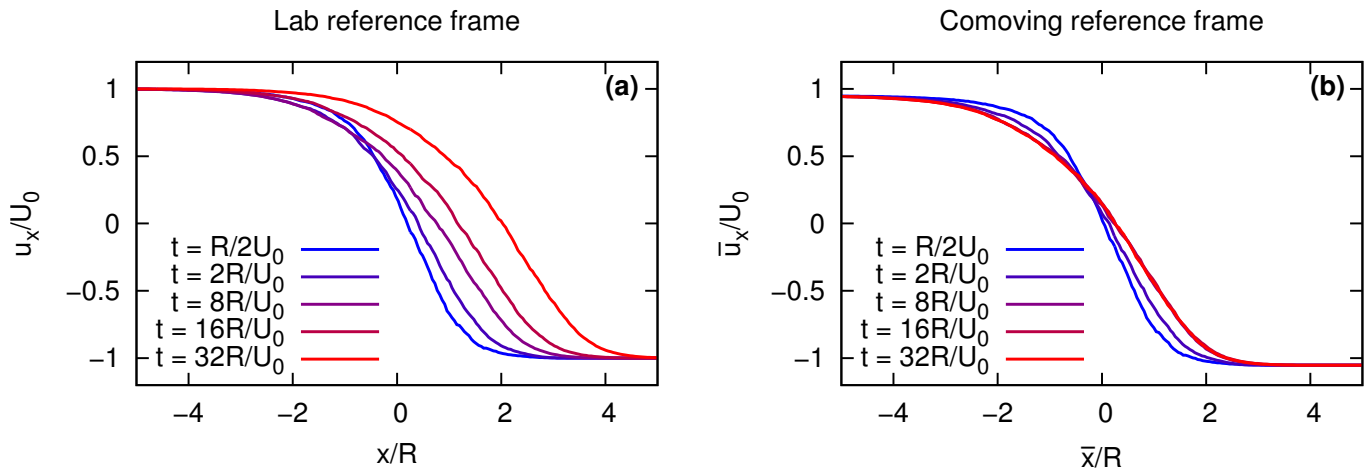 Lab reference frame
(a)
1
0.5
0
−0.5
−1
u_x/U_0
t = R/2U_0
t = 2R/U_0
t = 8R/U_0
t = 16R/U_0
t = 32R/U_0
−4
−2
0
2
4
x/R
Comoving reference frame
(b)
1
0.5
0
−0.5
−1
u̅_x/U_0
t = R/2U_0
t = 2R/U_0
t = 8R/U_0
t = 16R/U_0
t = 32R/U_0
−4
−2
0
2
4
x̅/R